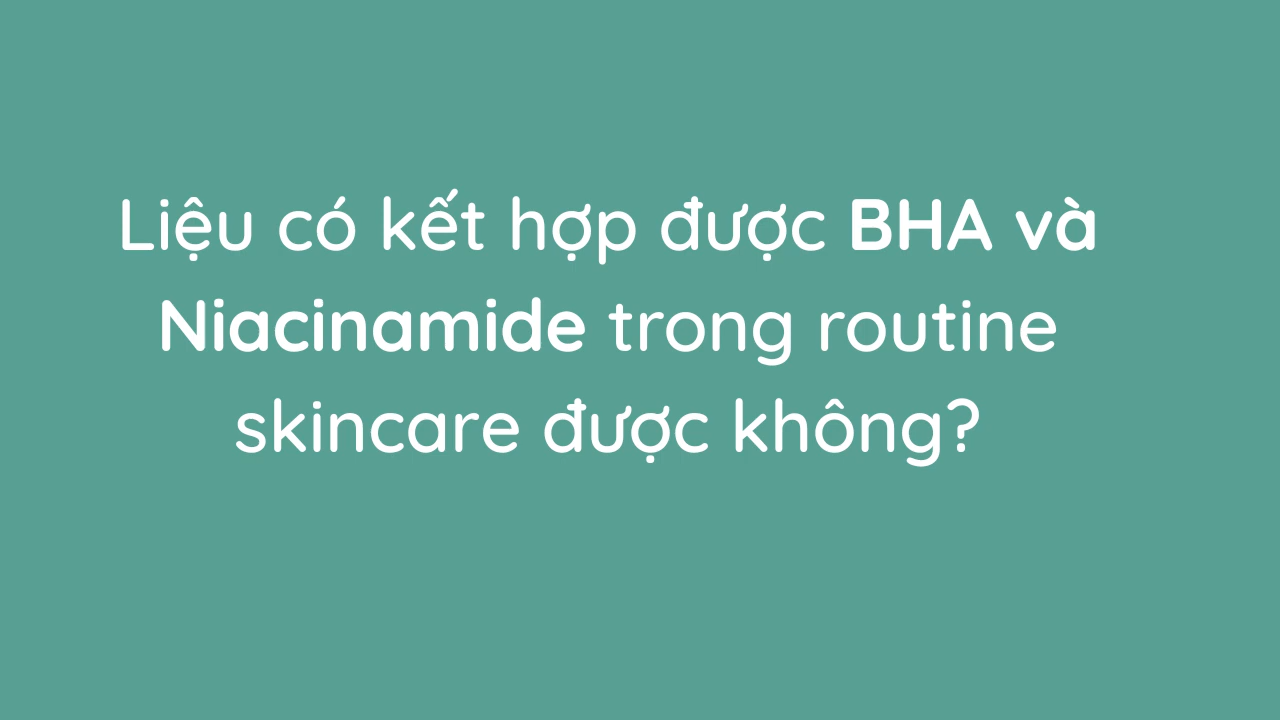 Liệu có kết hợp được BHA và
Niacinamide trong routine
skincare được không?